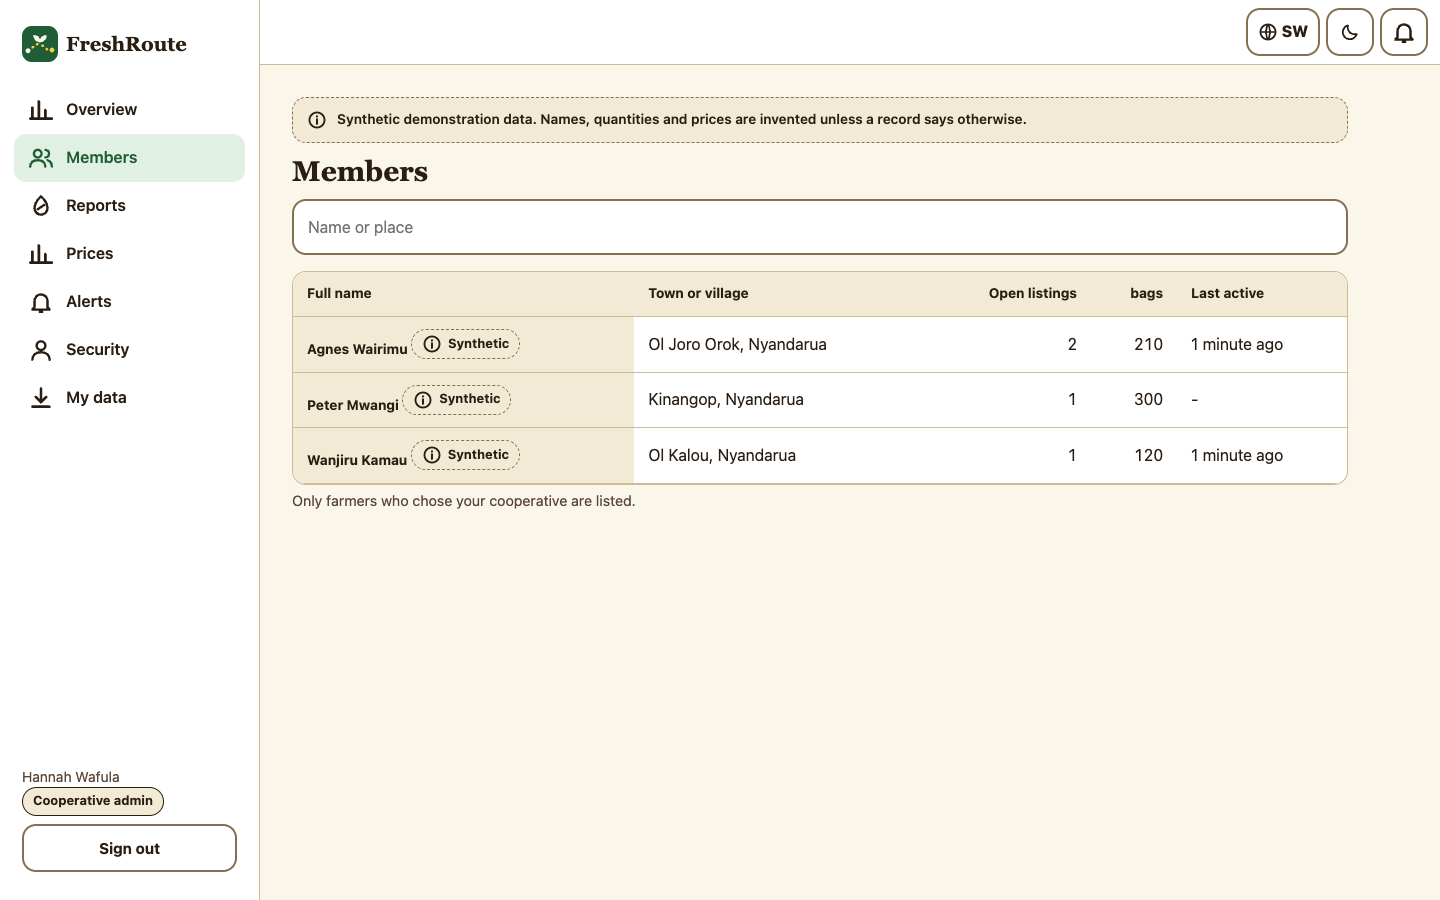 FreshRoute
SW
Overview
Members
Reports
Prices
Alerts
Security
My data
Hannah Wafula
Cooperative admin
Sign out
Synthetic demonstration data. Names, quantities and prices are invented unless a record says otherwise.
Members
Name or place
Full name Town or village Open listings bags Last active
Agnes Wairimu Synthetic Ol Joro Orok, Nyandarua 2 210 1 minute ago
Peter Mwangi Synthetic Kinangop, Nyandarua 1 300 -
Wanjiru Kamau Synthetic Ol Kalou, Nyandarua 1 120 1 minute ago
Only farmers who chose your cooperative are listed.